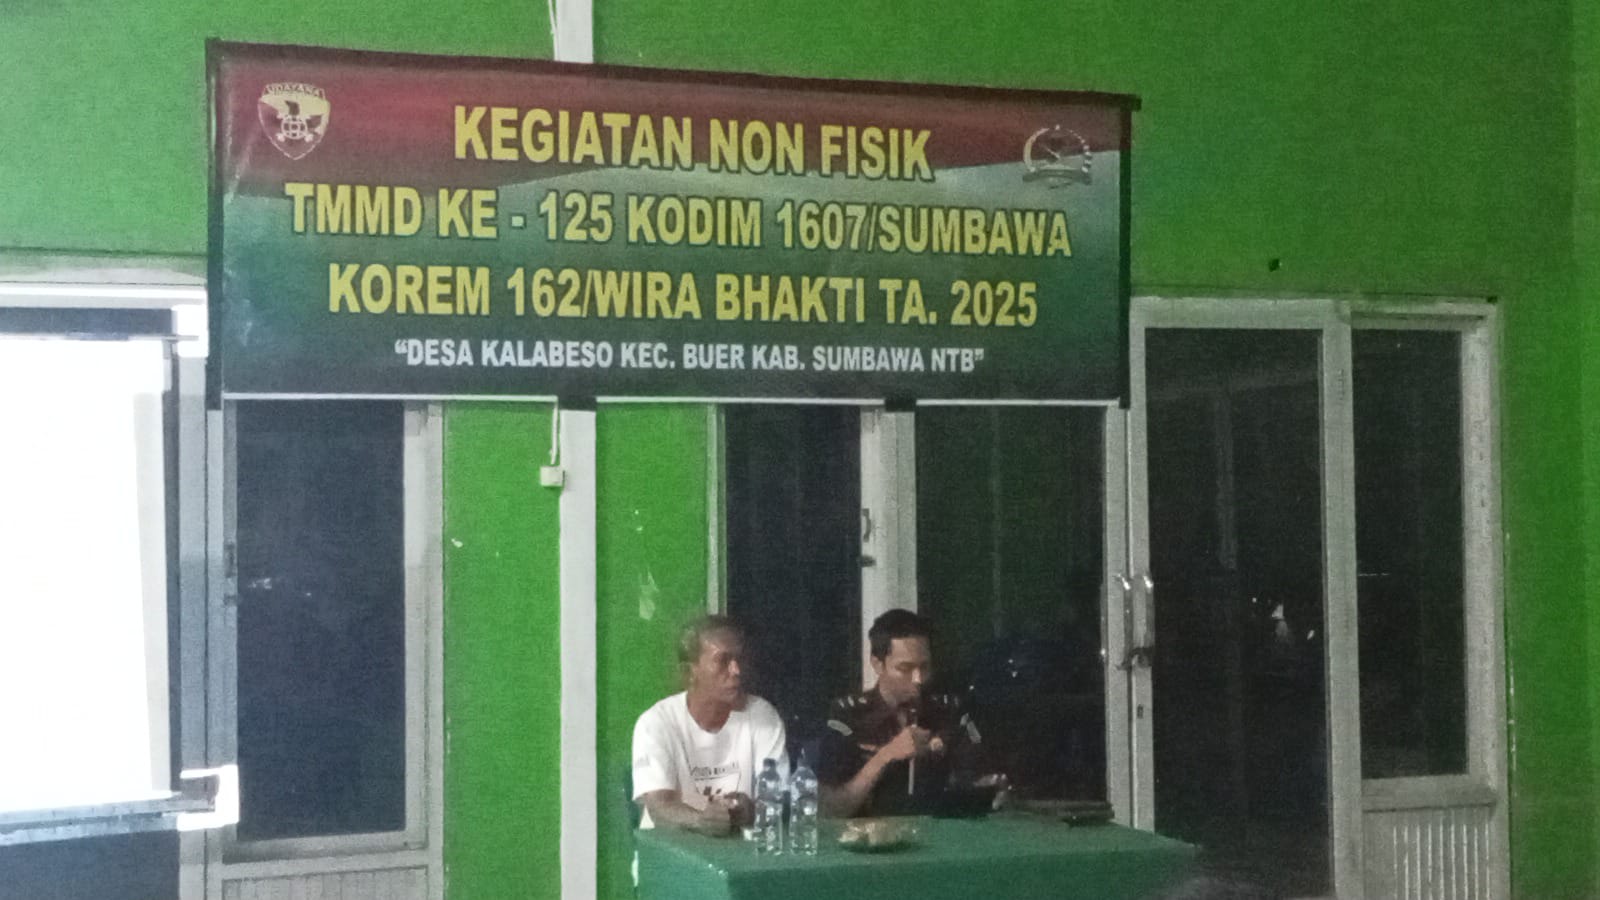 UDAYANA
KEGIATAN NON FISIK
TMMD KE - 125 KODIM 1607/SUMBAWA
KOREM 162/WIRA BHAKTI TA. 2025
“DESA KALABESO KEC. BUER KAB. SUMBAWA NTB”